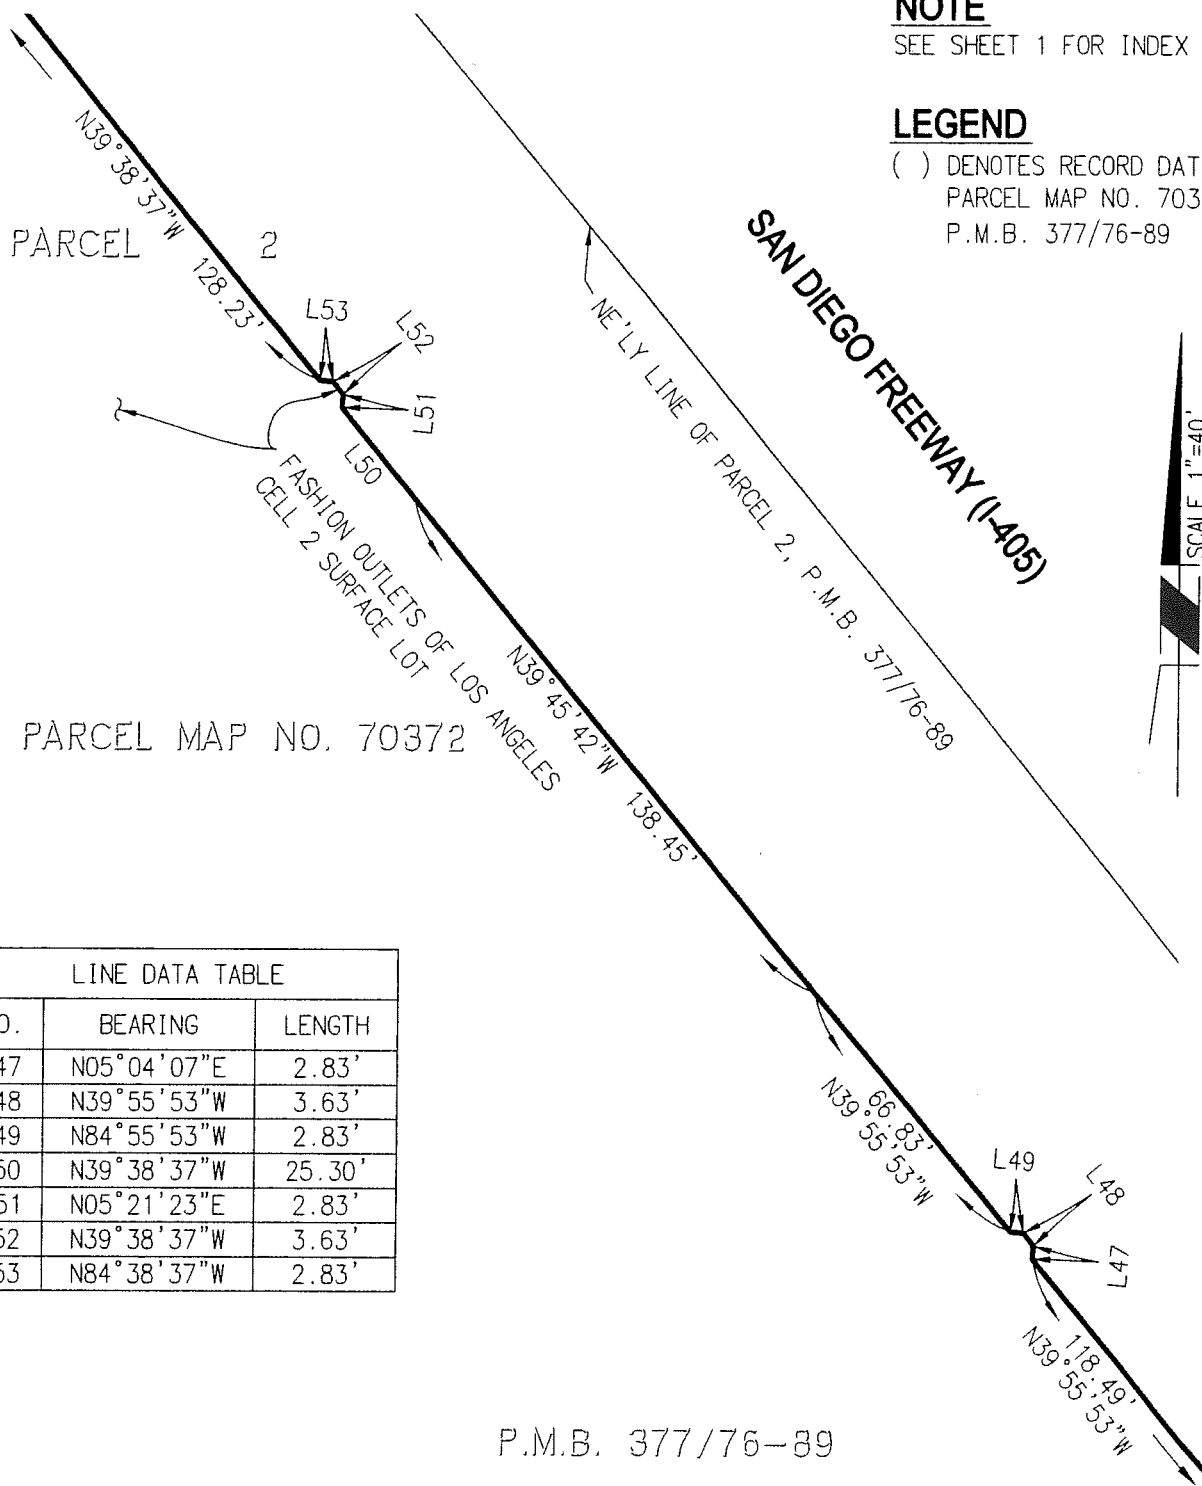 NOTE
SEE SHEET 1 FOR INDEX
LEGEND
( ) DENOTES RECORD DAT
PARCEL MAP NO. 703
P.M.B. 377/76-89
N39°38'37"W
128.23'
PARCEL 2
L53
L52
L51
L50
SAN DIEGO FREEWAY (I-405)
NE'LY LINE OF PARCEL 2, P.M.B. 377/76-89
SCALE 1"=40'
FASHION OUTLETS OF LOS ANGELES
CELL 2 SURFACE LOT
N39°45'42"W
138.45'
PARCEL MAP NO. 70372
LINE DATA TABLE
O. BEARING LENGTH
47 N05°04'07"E 2.83'
48 N39°55'53"W 3.63'
49 N84°55'53"W 2.83'
50 N39°38'37"W 25.30'
51 N05°21'23"E 2.83'
52 N39°38'37"W 3.63'
53 N84°38'37"W 2.83'
66.83'
N39°55'53"W
L49
L48
L47
118.49'
N39°55'53"W
P.M.B. 377/76-89